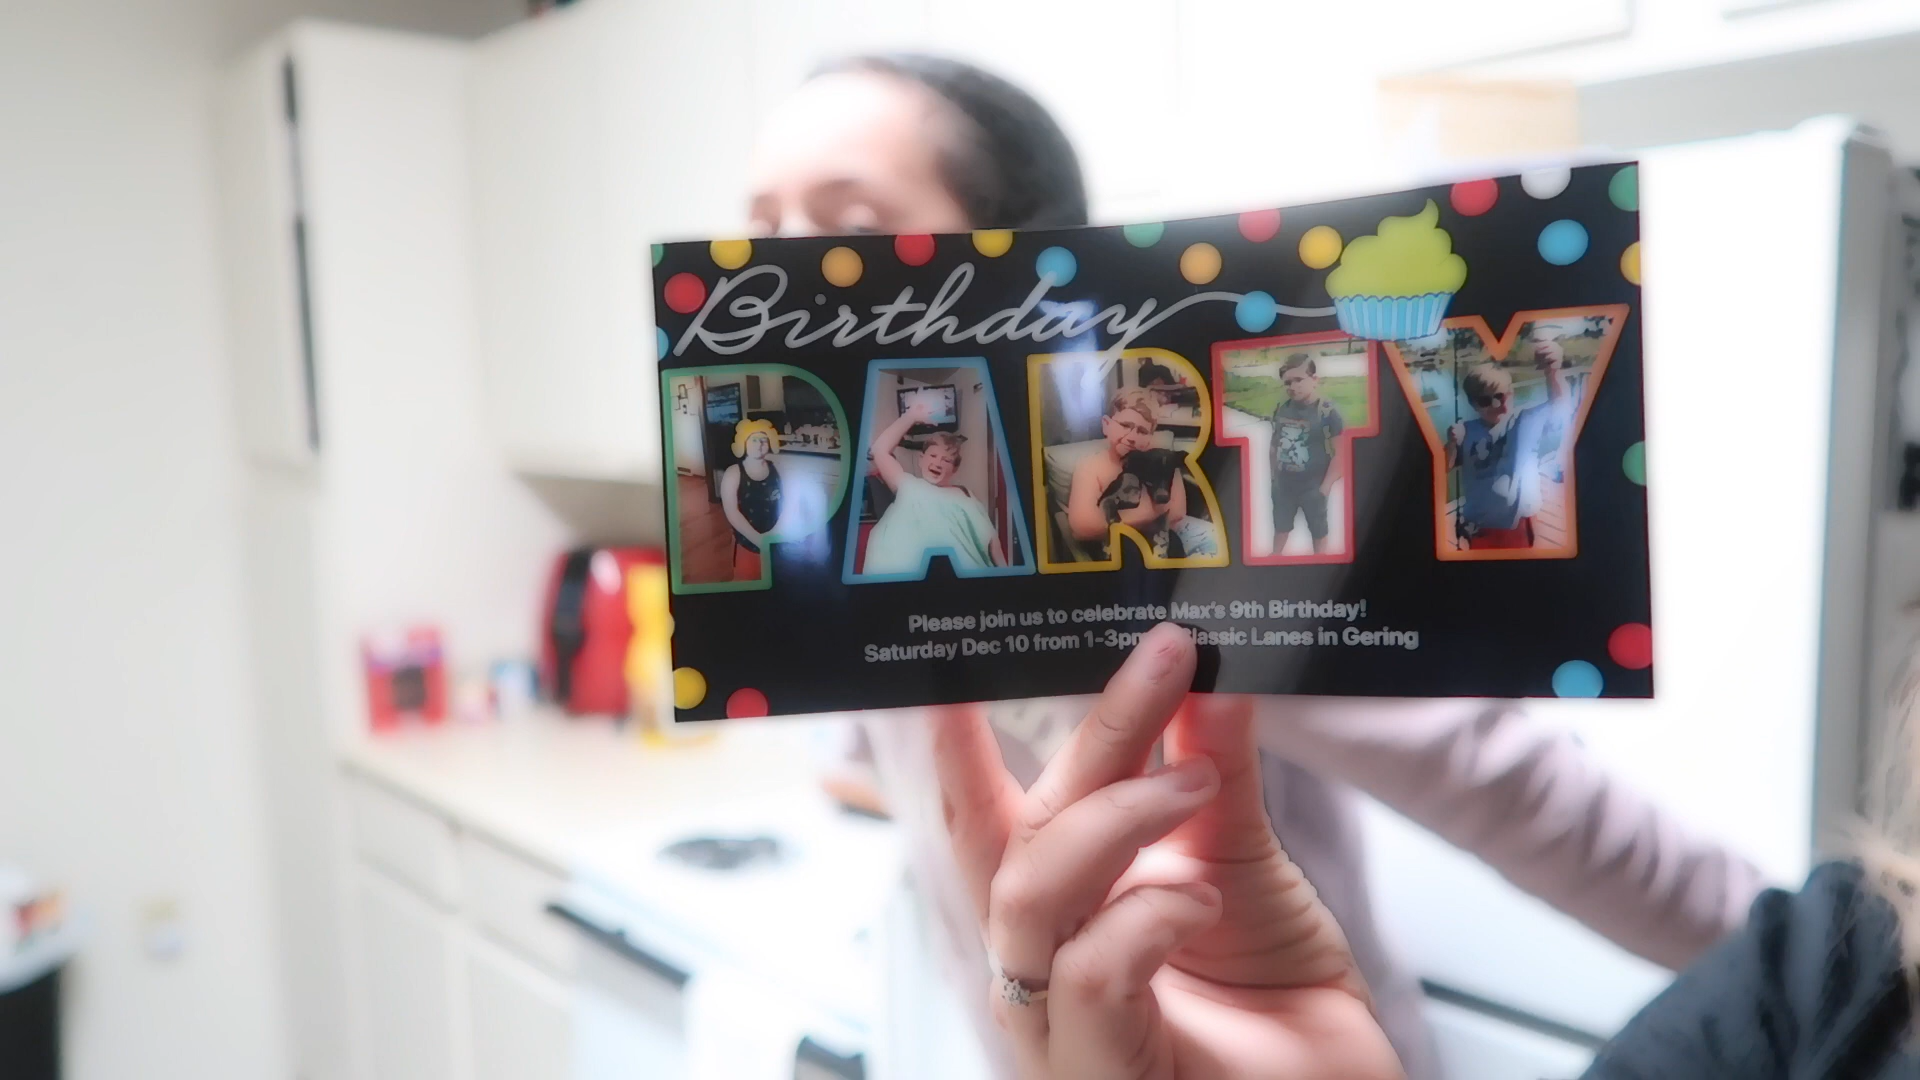 Birthday
PARTY
Please join us to celebrate Max's 9th Birthday!
Saturday Dec 10 from 1-3pm Classic Lanes in Gering